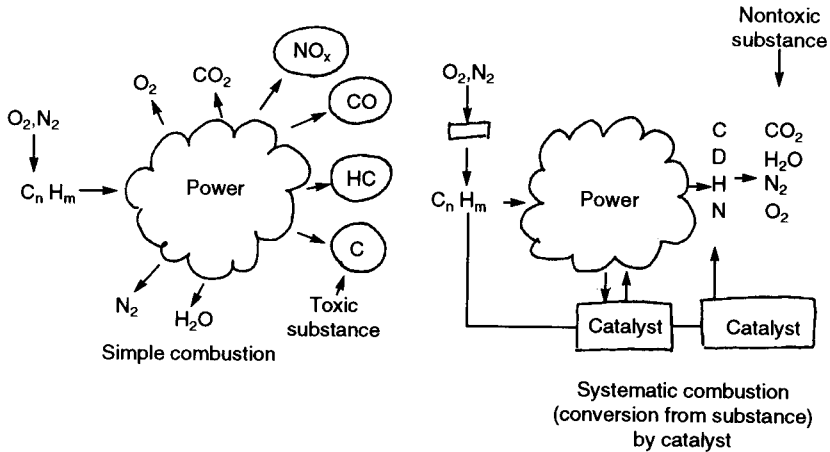 O₂,N₂
Cₙ Hₘ
O₂
CO₂
NOₓ
CO
HC
C
Power
N₂
H₂O
Toxic
substance
Simple combustion
Nontoxic
substance
O₂,N₂
Cₙ Hₘ
Power
C CO₂
D H₂O
H N₂
N O₂
Catalyst
Catalyst
Systematic combustion
(conversion from substance)
by catalyst